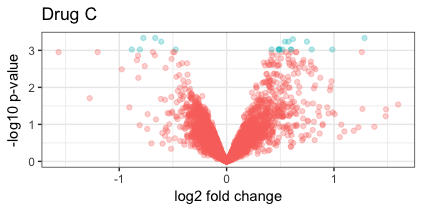 Drug C
-log10 p-value
3
2
1
0
-1 0 1
log2 fold change